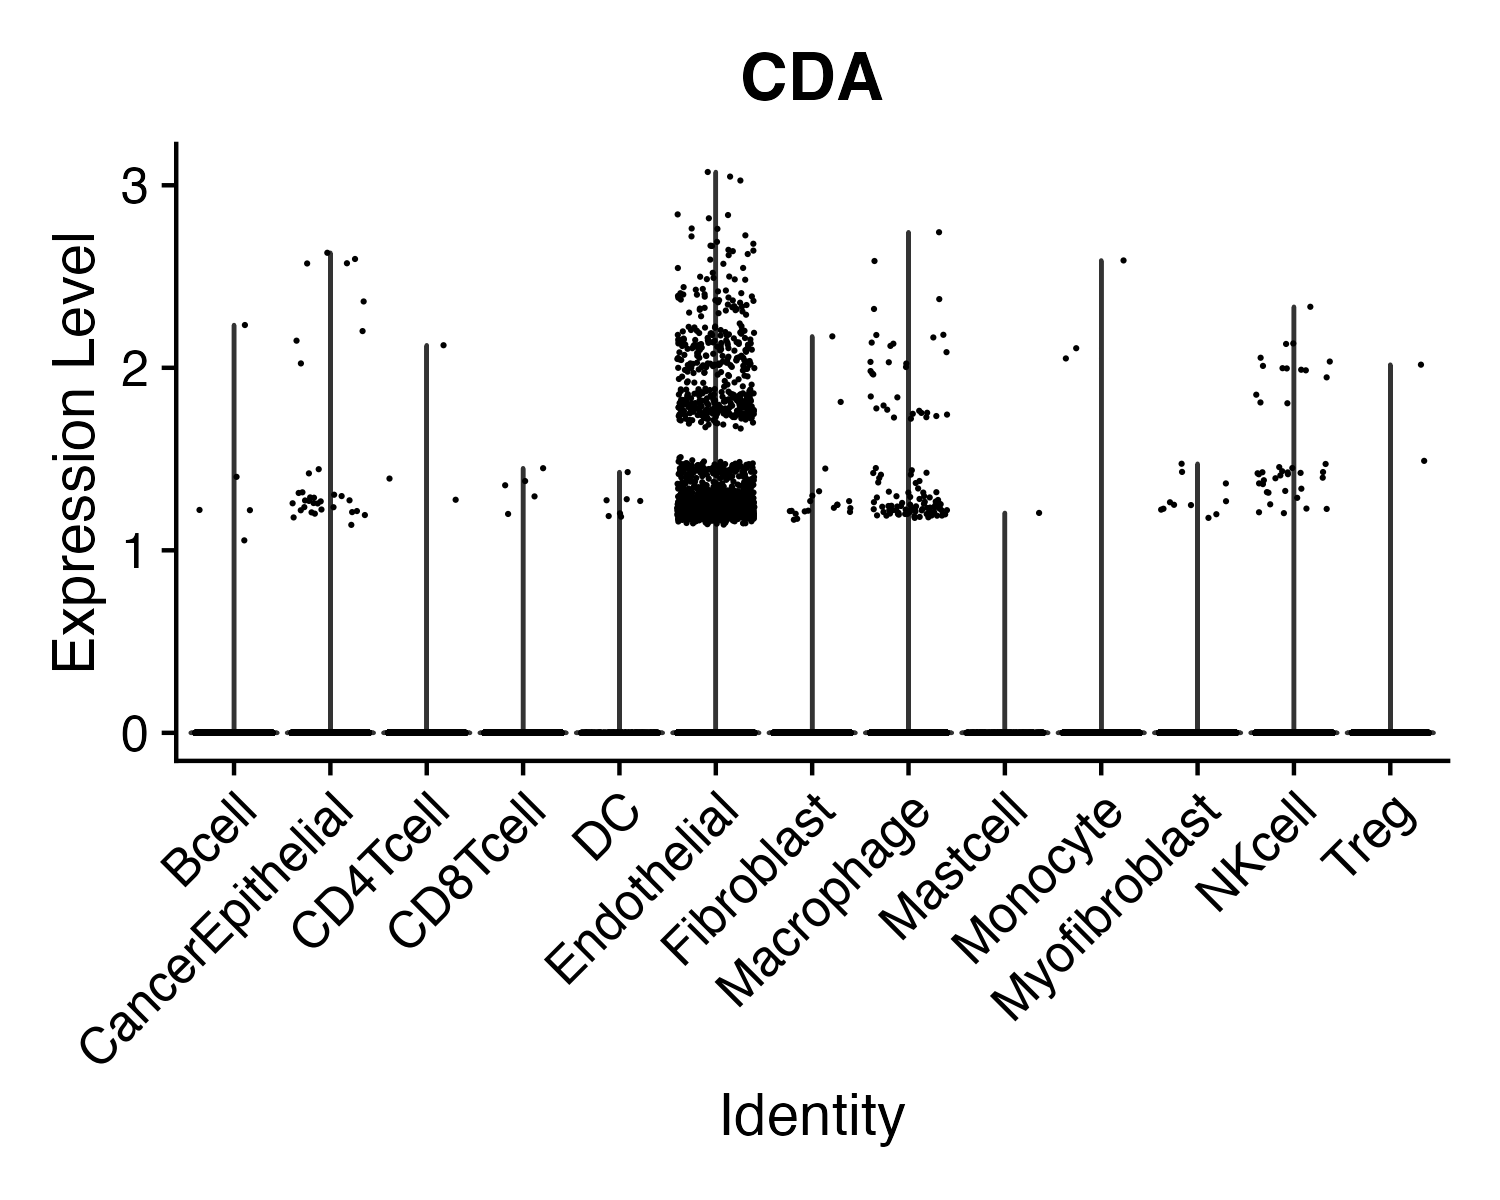 CDA
Expression Level
3
2
1
0
Bcell
CancerEpithelial
CD4Tcell
CD8Tcell
DC
Endothelial
Fibroblast
Macrophage
Mastcell
Monocyte
Myofibroblast
NKcell
Treg
Identity